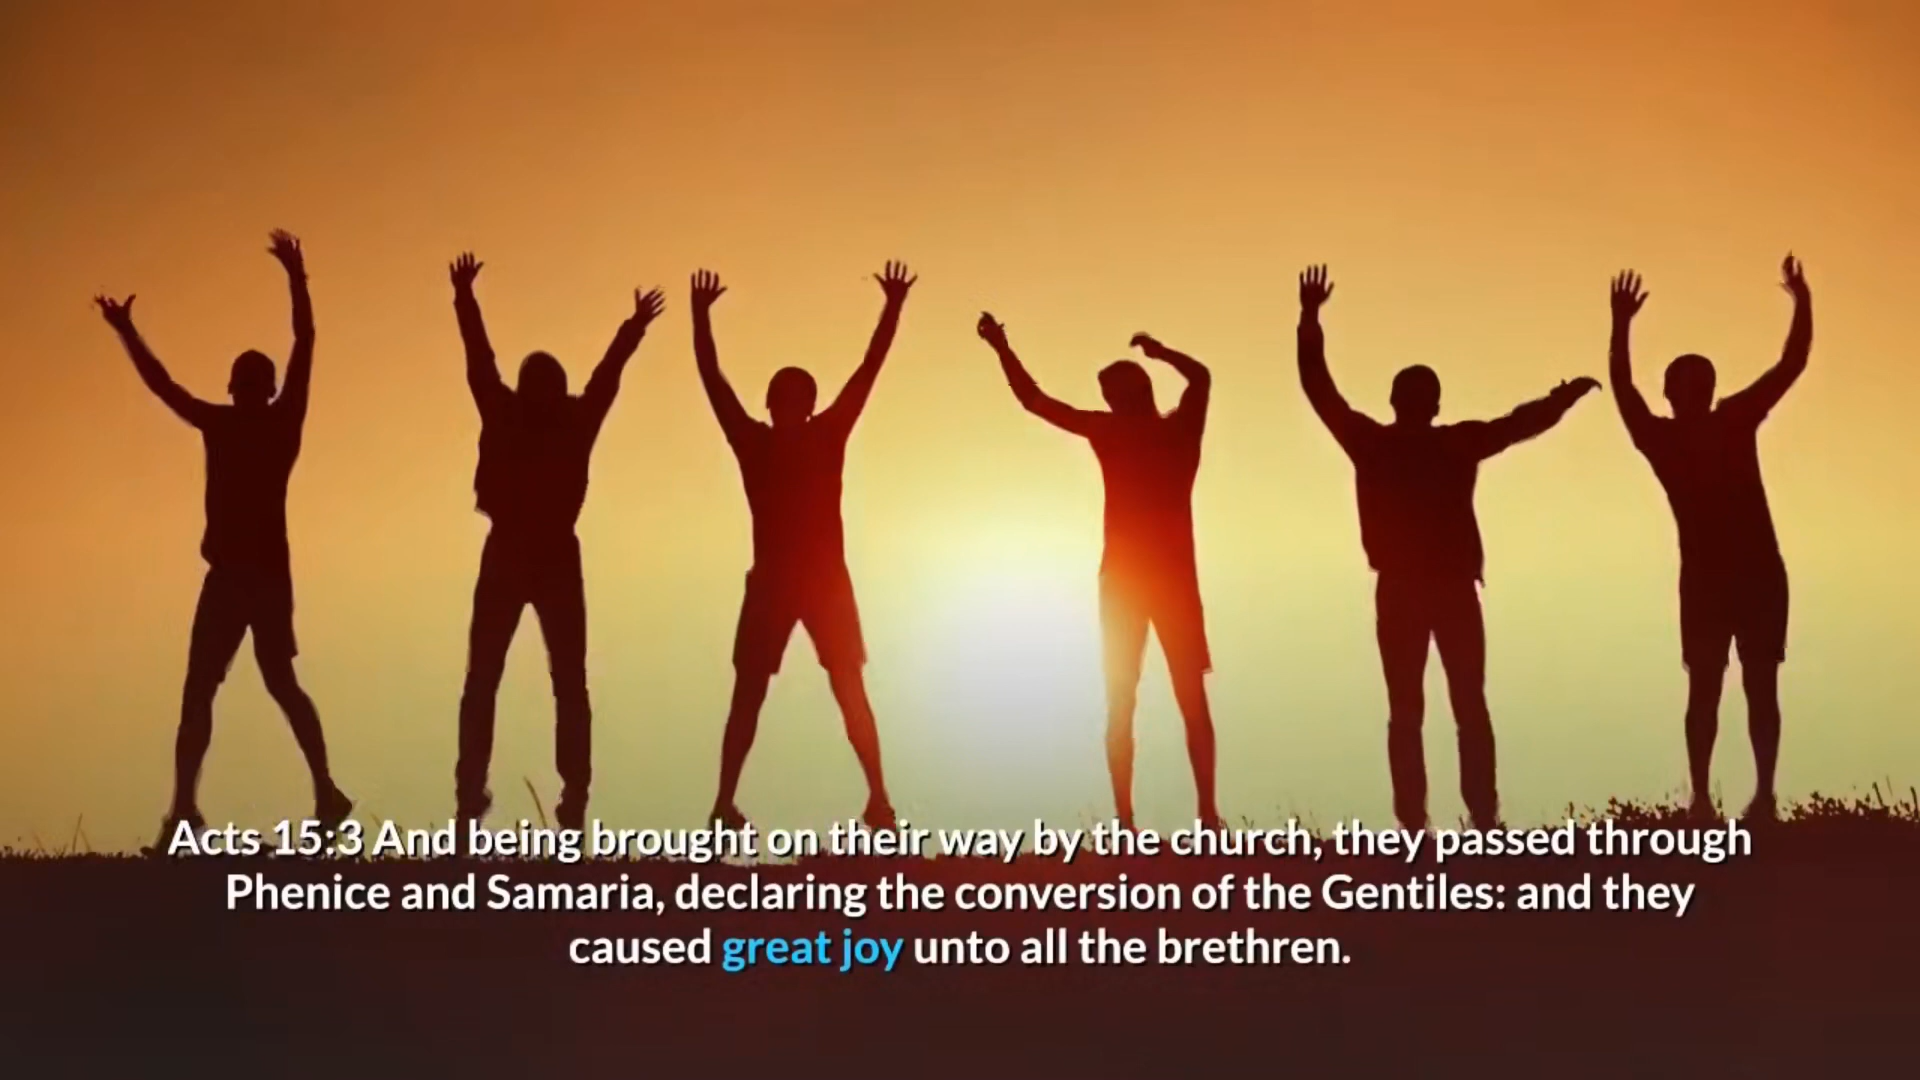 Acts 15:3 And being brought on their way by the church, they passed through
Phenice and Samaria, declaring the conversion of the Gentiles: and they
caused great joy unto all the brethren.